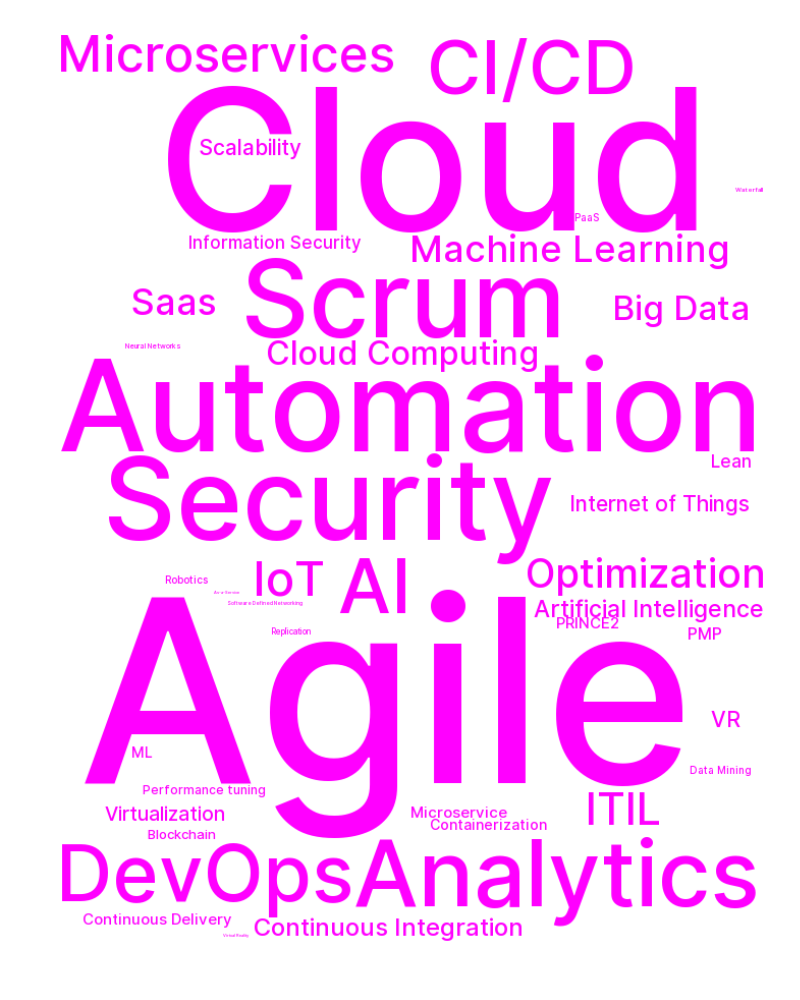 Microservices
CI/CD
Cloud
Scalability
Waterfall
PaaS
Information Security
Machine Learning
Scrum
Saas
Big Data
Neural Networks
Cloud Computing
Automation
Lean
Security
Internet of Things
IoT
AI
Optimization
Robotics
Software Defined Networking
Artificial Intelligence
PRINCE2
Replication
PMP
Agile
VR
ML
Data Mining
Performance tuning
ITIL
Virtualization
Microservice
Containerization
Blockchain
DevOps
Analytics
Continuous Delivery
Continuous Integration
Virtual Reality